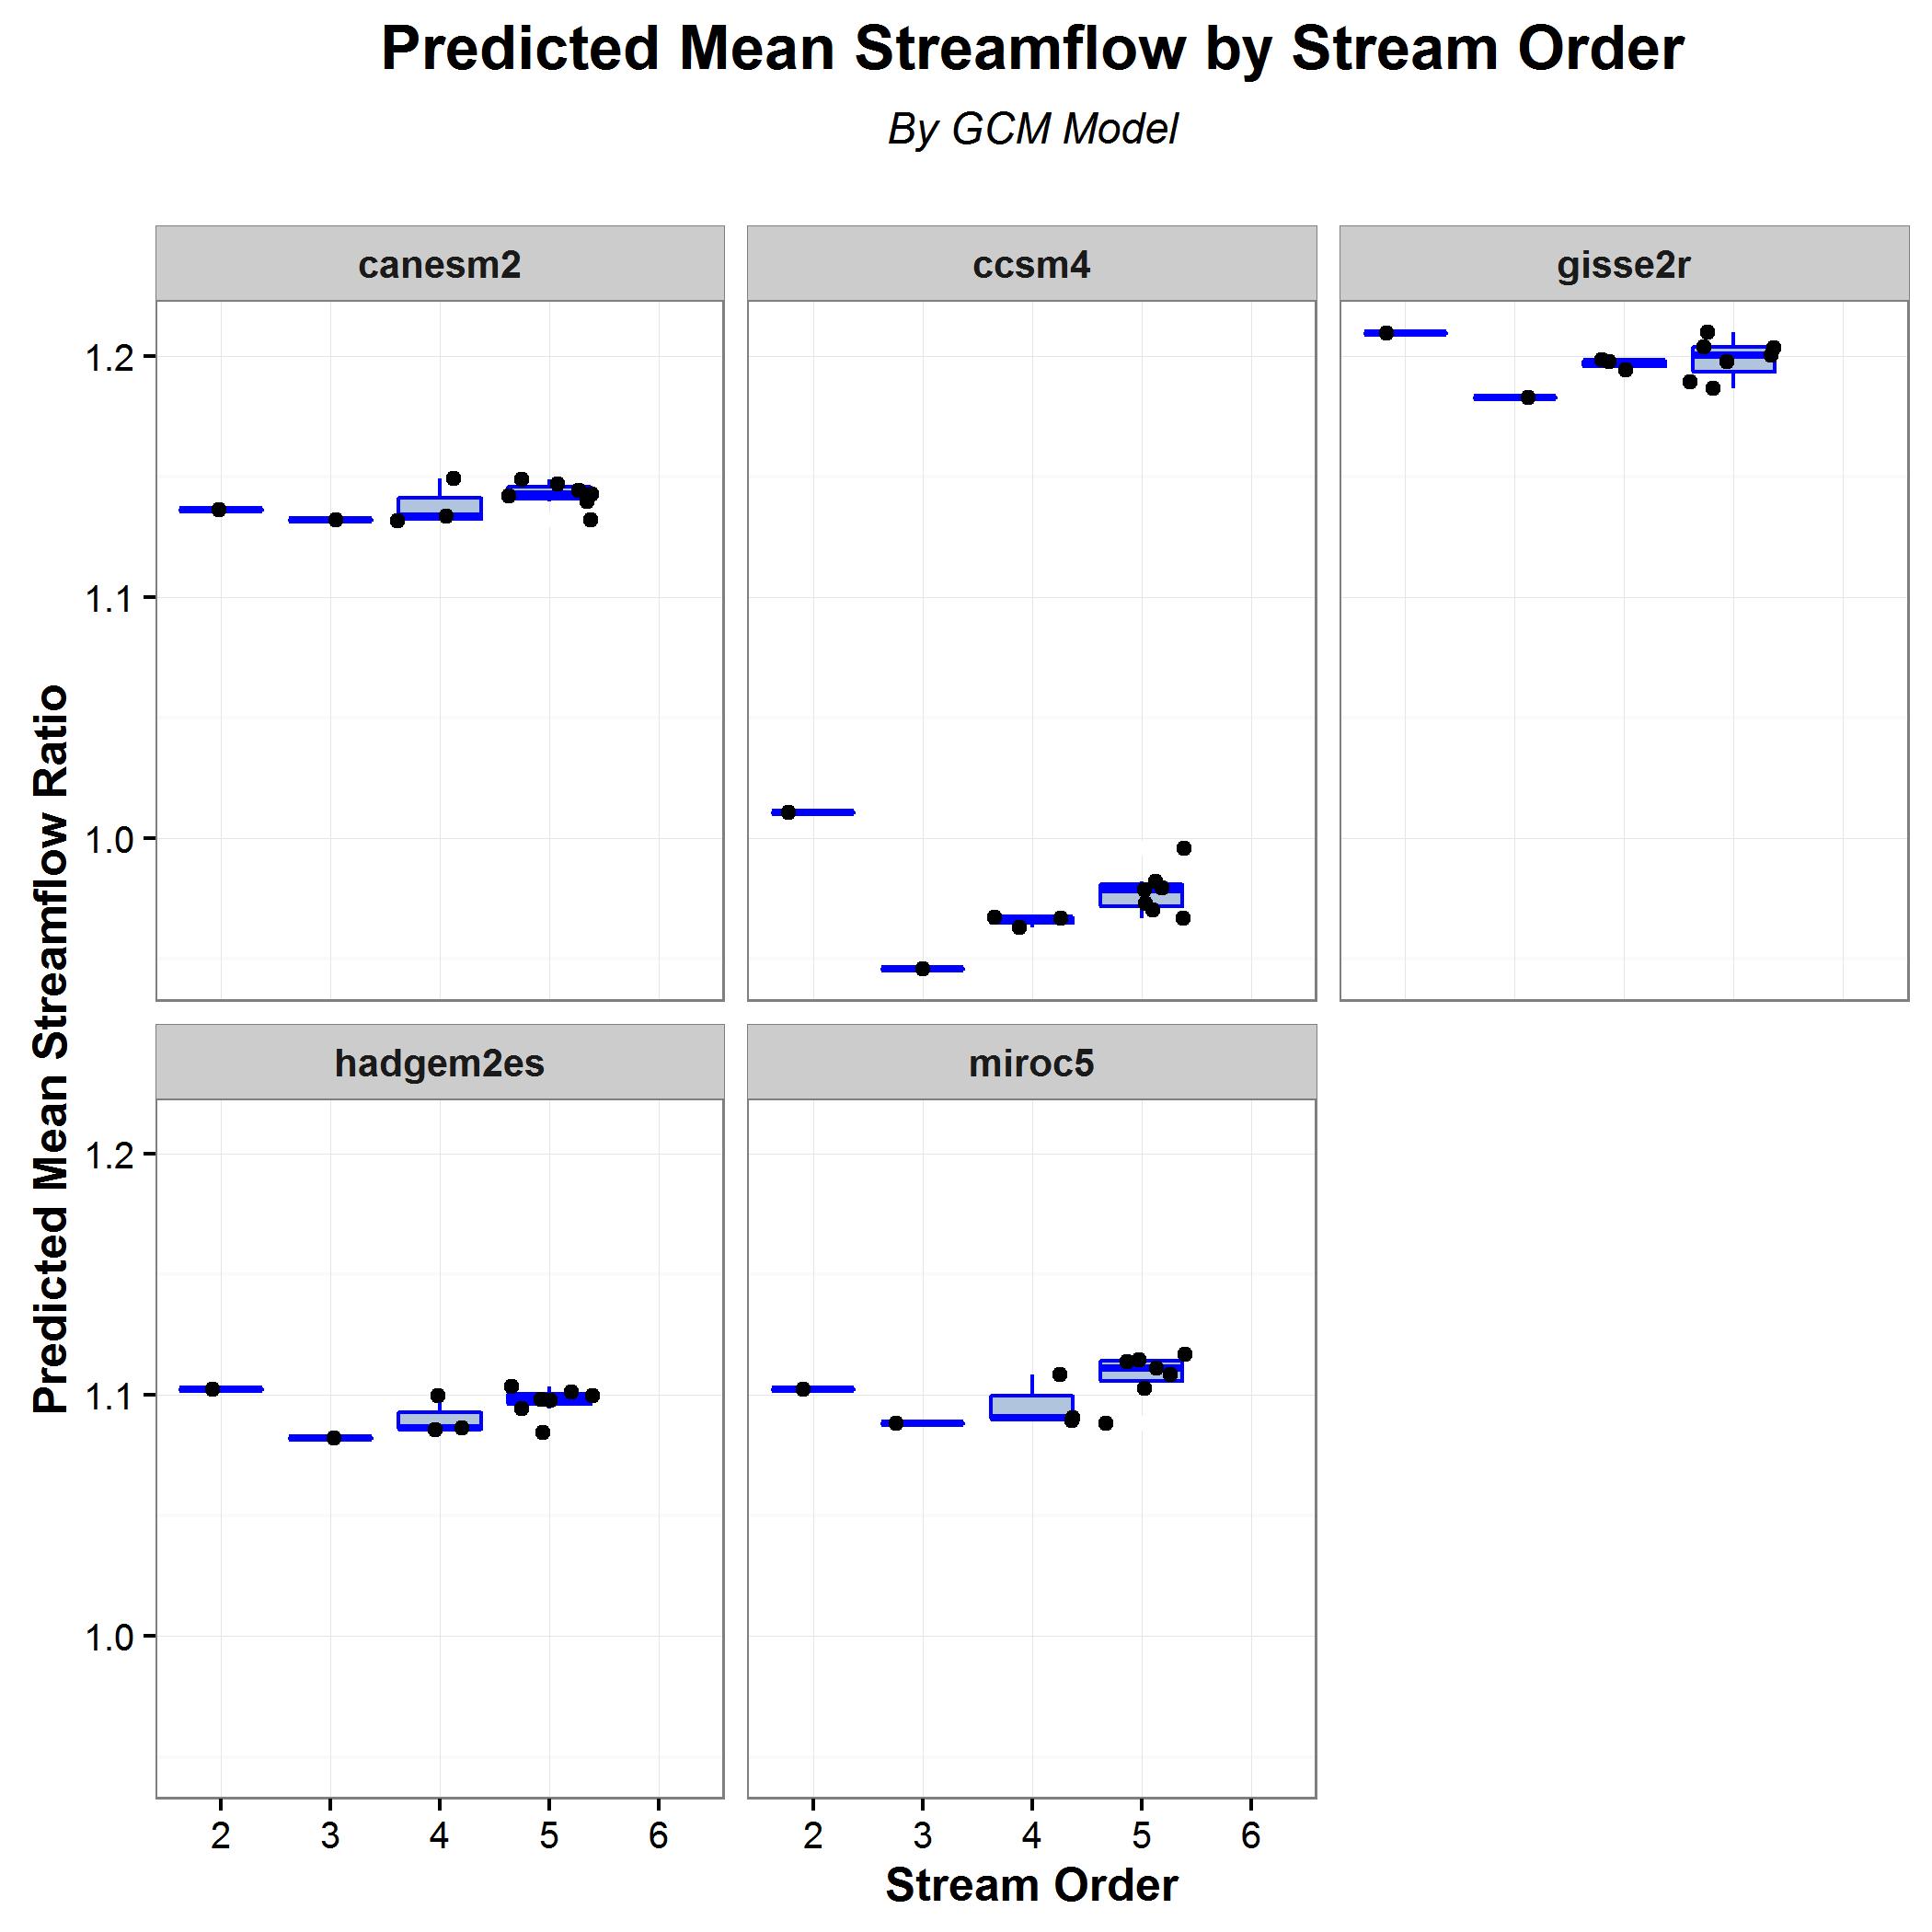 Predicted Mean Streamflow by Stream Order
By GCM Model
canesm2
ccsm4
gisse2r
1.2
1.1
1.0
Predicted Mean Streamflow Ratio
hadgem2es
miroc5
1.2
1.1
1.0
2 3 4 5 6
2 3 4 5 6
Stream Order